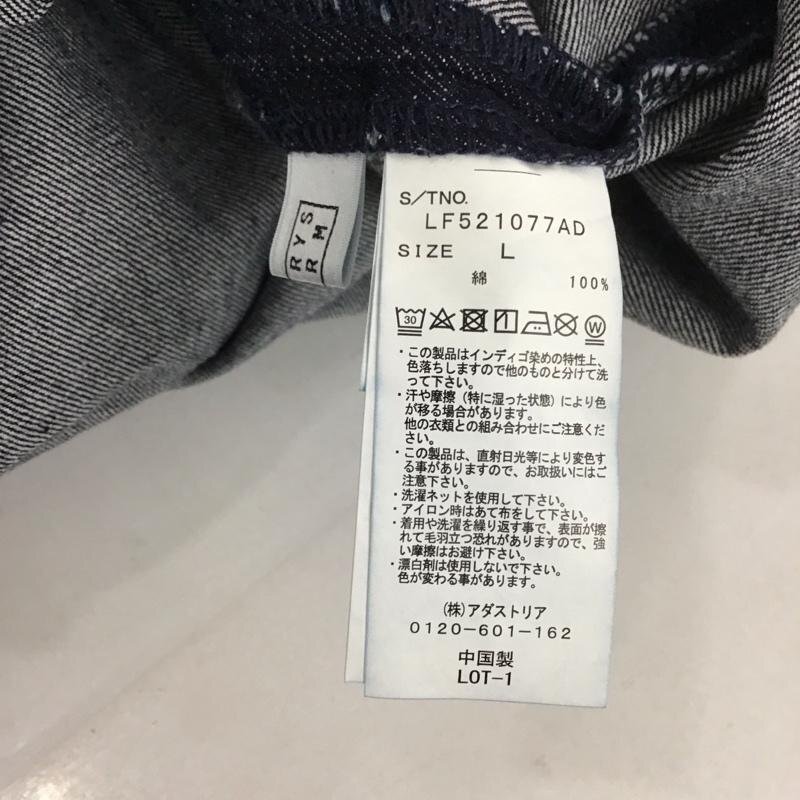 RYS
RM
S/TNO.
LF521077AD
SIZE L
綿 100%
30
W
・この製品はインディゴ染めの特性上、
色落ちしますので他のものと分けて洗
って下さい。
・汗や摩擦（特に湿った状態）により色
が移る場合があります。
他の衣類との組み合わせにご注意くだ
さい。
・この製品は、直射日光等により変色す
る事がありますので、お取扱いにはご
注意下さい。
・洗濯ネットを使用して下さい。
・アイロン時はあて布をして下さい。
・着用や洗濯を繰り返す事で、表面が擦
れて毛羽立つ恐れがありますので、強
い摩擦はお避け下さい。
・漂白剤は使用しないで下さい。
色が変わる事があります。
(株)アダストリア
0120-601-162
中国製
LOT-1